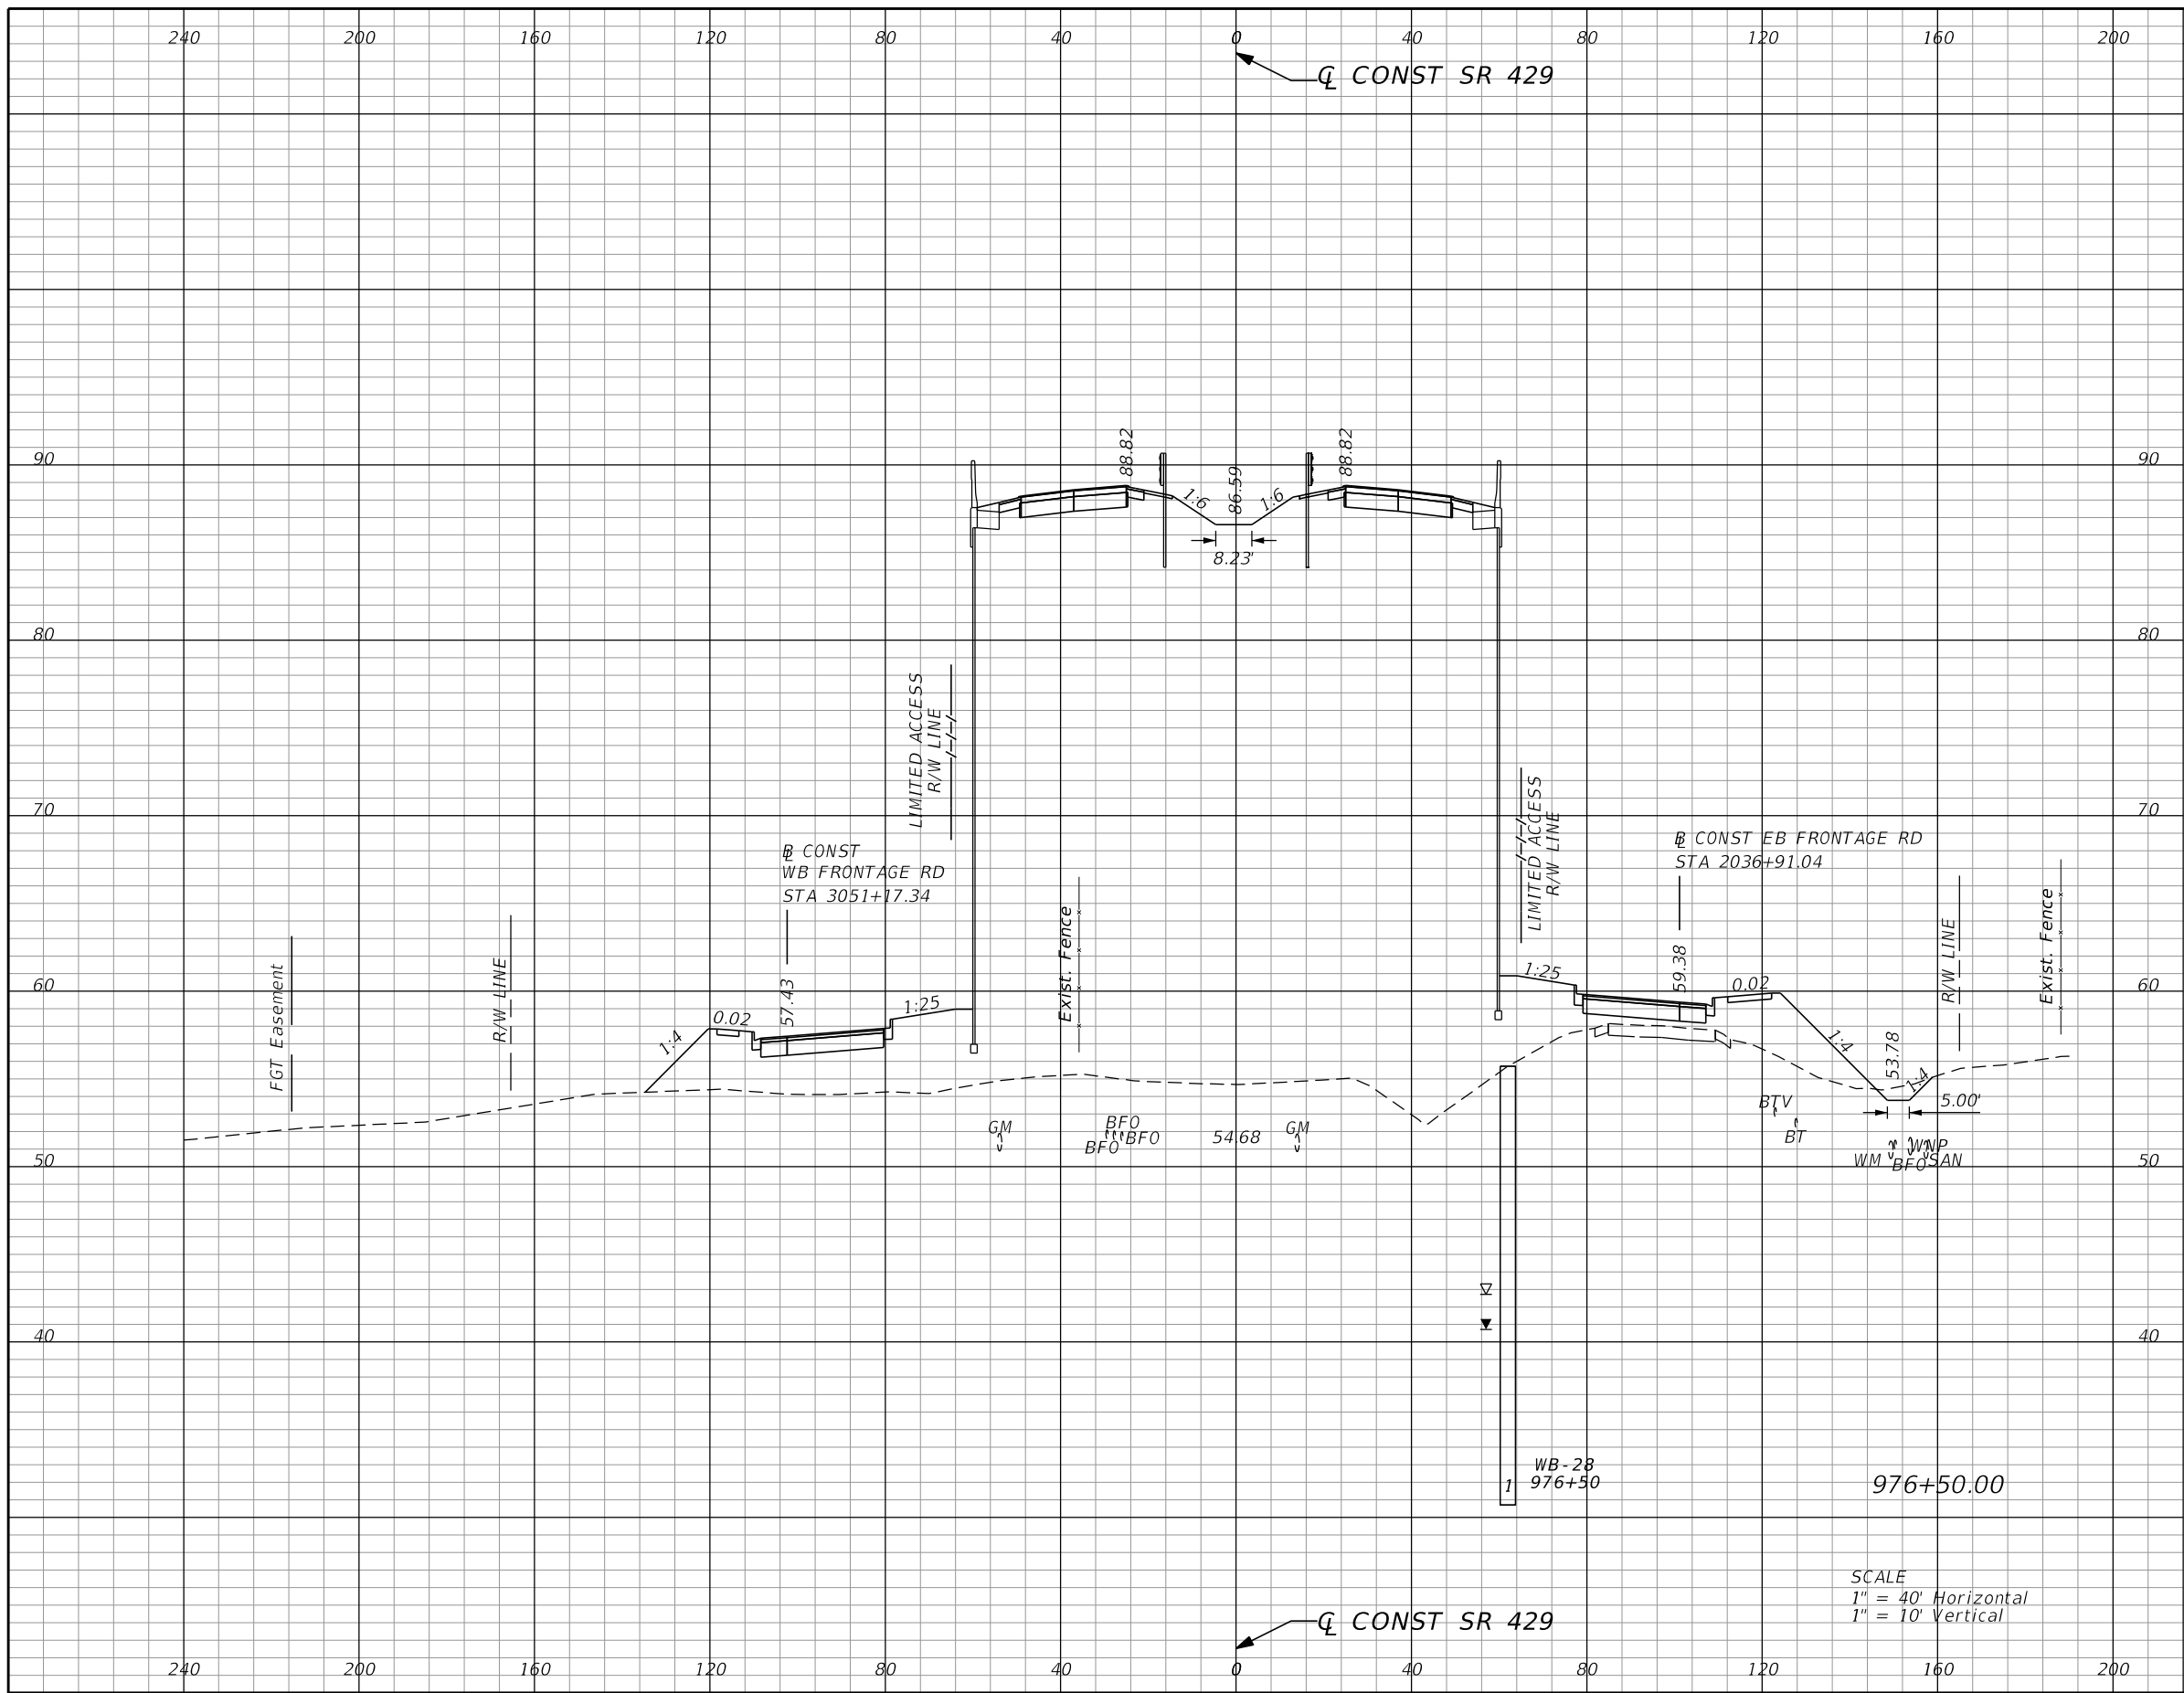 240 200 160 120 80 40 0 40 80 120 160 200
℄ CONST SR 429
90 90
88.82
88.82
86.59
1:6
1:6
8.23'
80 80
LIMITED ACCESS
R/W LINE
LIMITED ACCESS
R/W LINE
70 70
℄ CONST
WB FRONTAGE RD
STA 3051+17.34
B̲L CONST EB FRONTAGE RD
STA 2036+91.04
FGT Easement
R/W LINE
Exist. Fence
R/W LINE
Exist. Fence
60 60
1:4
0.02
57.43
1:25
1:25
59.38
0.02
1:4
53.78
1:4
5.00'
GM
BFO
BFO
BFO
54.68
GM
BTV
BT
WM
BFO
WNP
SAN
50 50
40 40
1
WB-28
976+50
976+50.00
SCALE
1" = 40' Horizontal
1" = 10' Vertical
℄ CONST SR 429
240 200 160 120 80 40 0 40 80 120 160 200